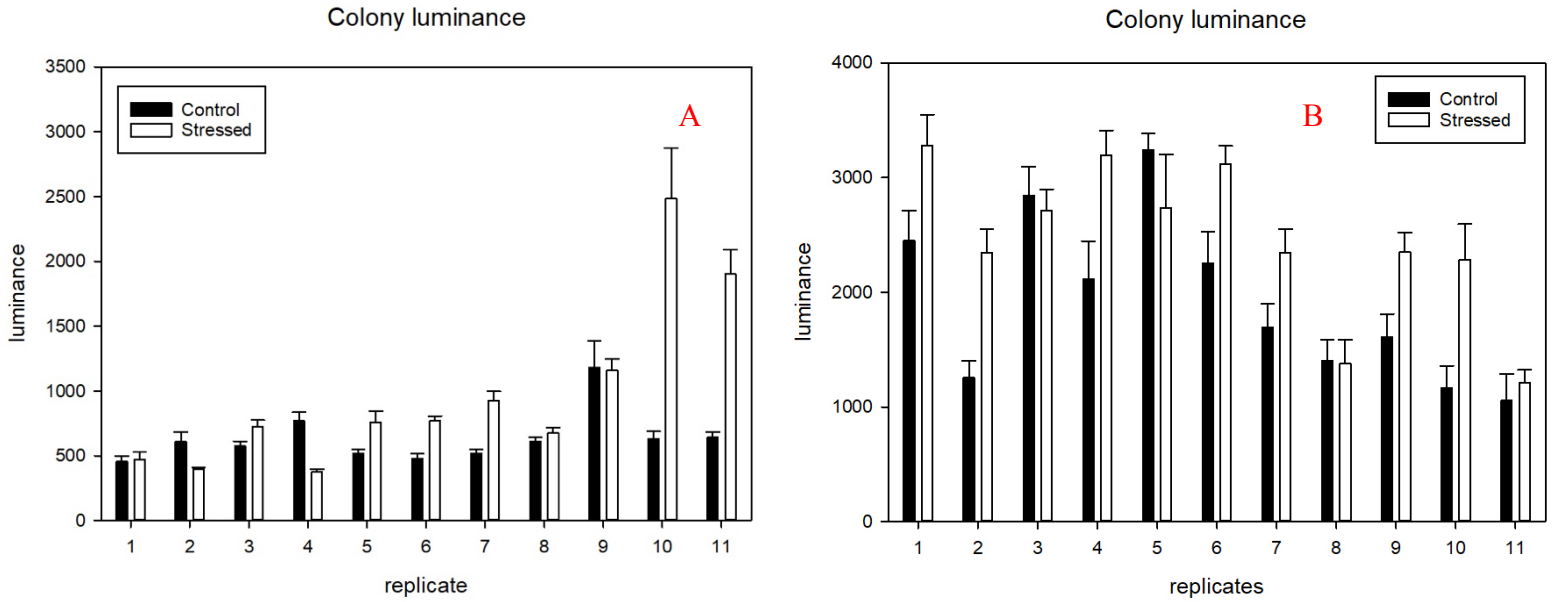 Colony luminance
3500
3000
2500
2000
1500
1000
500
0
luminance
Control
Stressed
A
1 2 3 4 5 6 7 8 9 10 11
replicate
Colony luminance
4000
3000
2000
1000
0
luminance
Control
Stressed
B
1 2 3 4 5 6 7 8 9 10 11
replicates